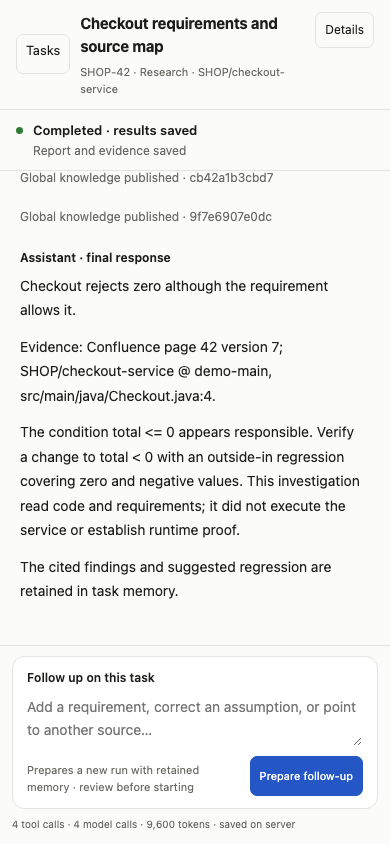 Tasks
Checkout requirements and
source map
SHOP-42 · Research · SHOP/checkout-
service
Details
Completed · results saved
Report and evidence saved
Global knowledge published · cb42a1b3cbd7
Global knowledge published · 9f7e6907e0dc
Assistant · final response
Checkout rejects zero although the requirement
allows it.
Evidence: Confluence page 42 version 7;
SHOP/checkout-service @ demo-main,
src/main/java/Checkout.java:4.
The condition total <= 0 appears responsible. Verify
a change to total < 0 with an outside-in regression
covering zero and negative values. This investigation
read code and requirements; it did not execute the
service or establish runtime proof.
The cited findings and suggested regression are
retained in task memory.
Follow up on this task
Add a requirement, correct an assumption, or point
to another source...
Prepares a new run with retained
memory · review before starting
Prepare follow-up
4 tool calls · 4 model calls · 9,600 tokens · saved on server